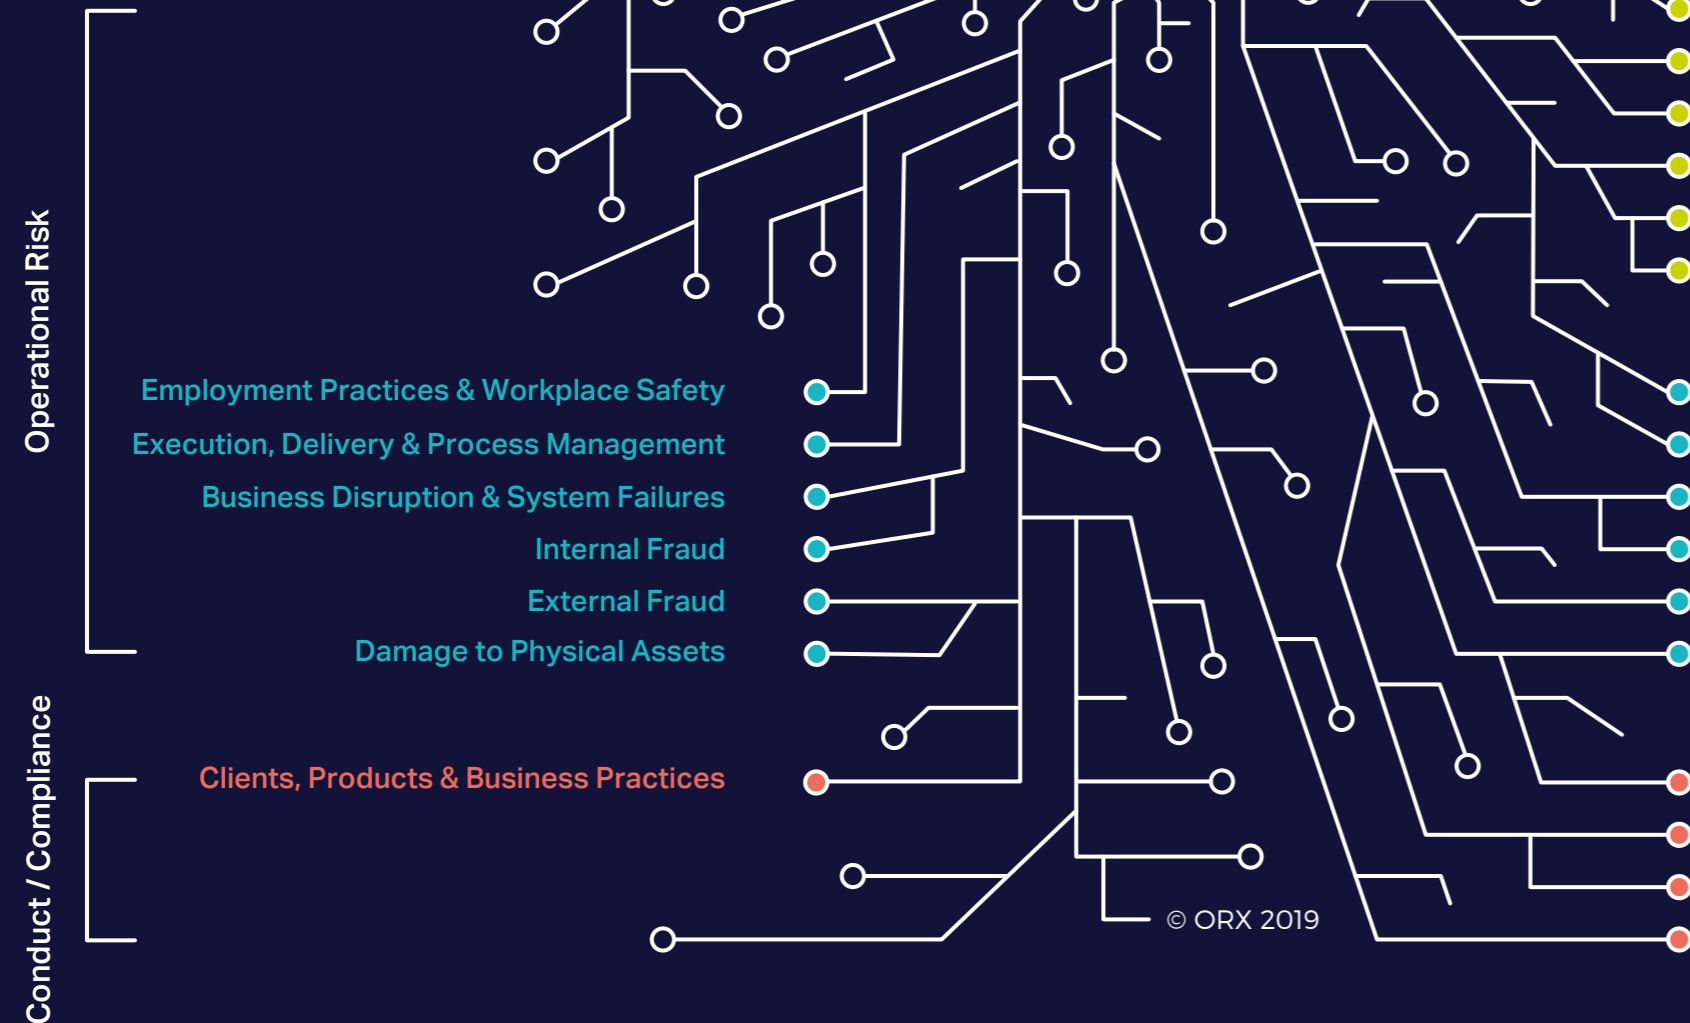 Operational Risk
Employment Practices & Workplace Safety
Execution, Delivery & Process Management
Business Disruption & System Failures
Internal Fraud
External Fraud
Damage to Physical Assets
Conduct / Compliance
Clients, Products & Business Practices
© ORX 2019